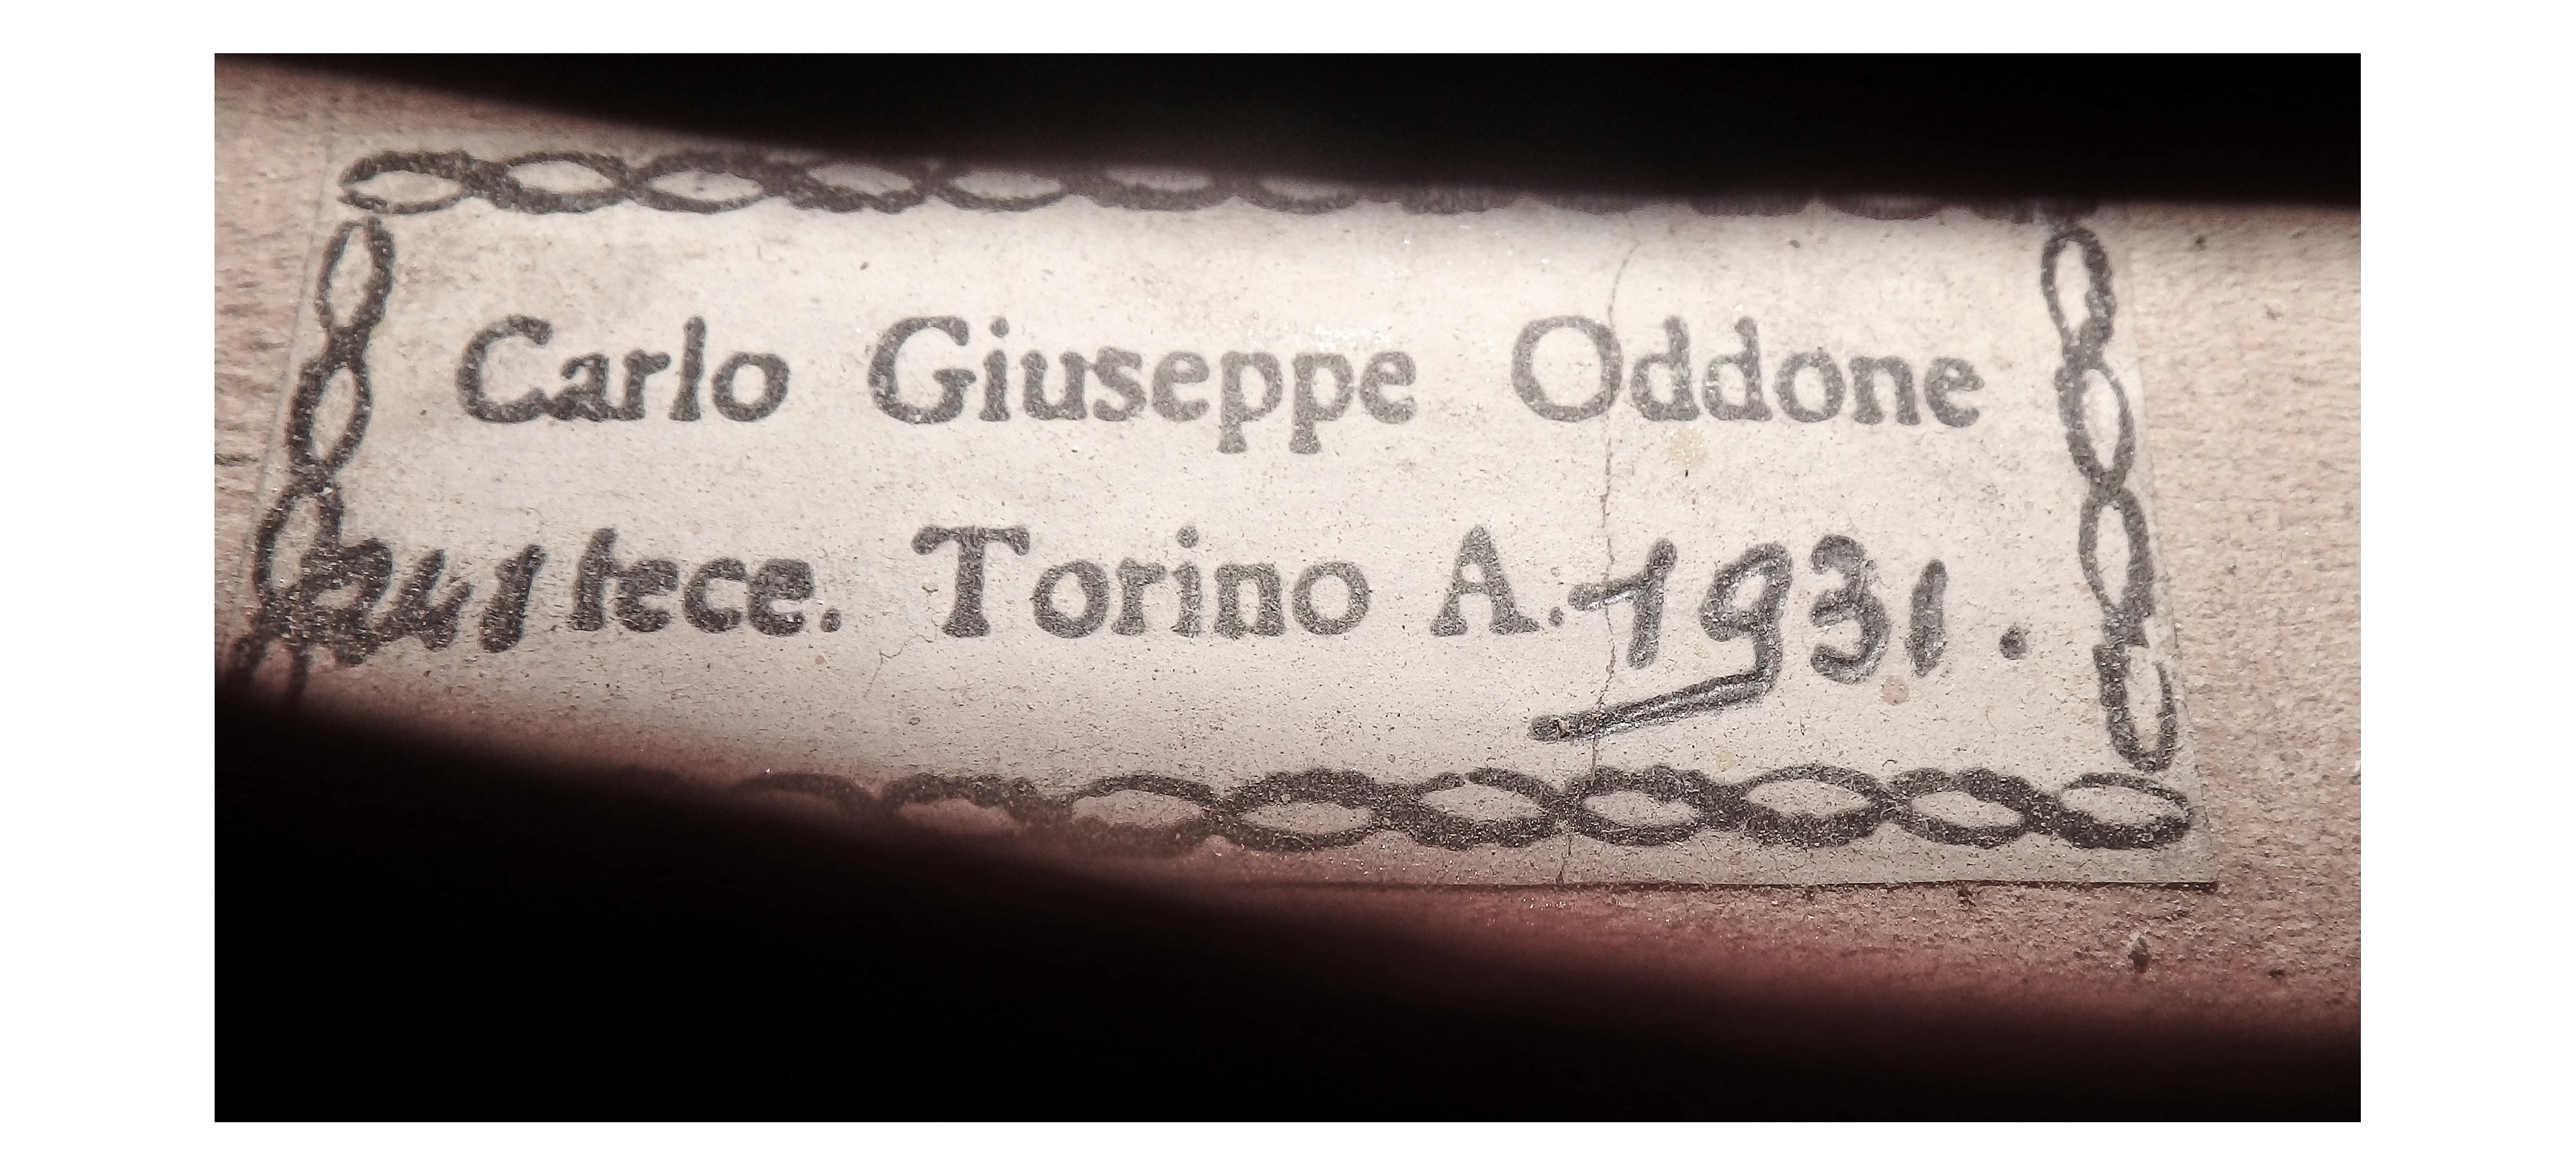 Carlo Giuseppe Oddone
fece. Torino A. 1931.